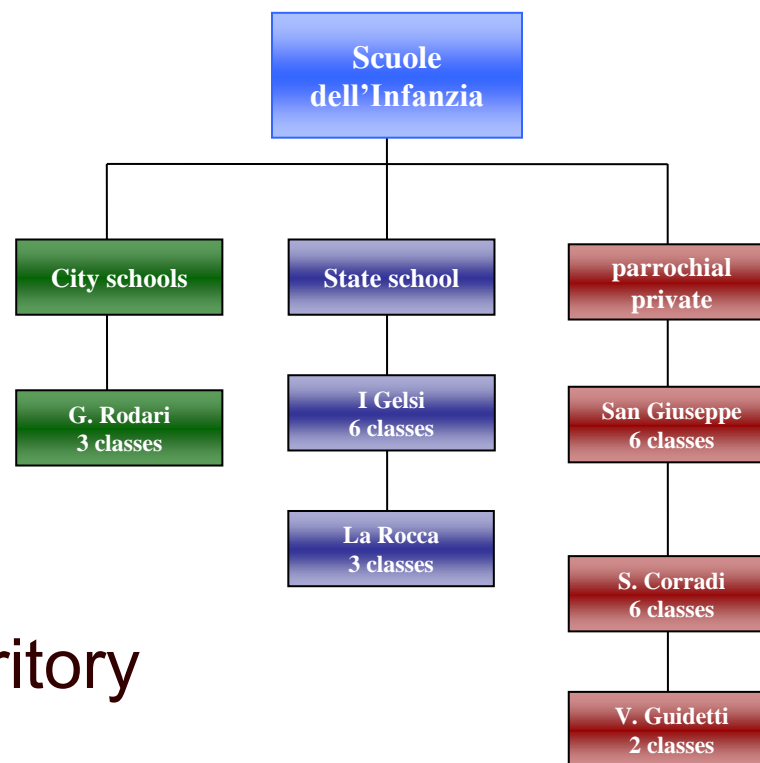 Scuole
dell’Infanzia
City schools
State school
parrochial
private
G. Rodari
3 classes
I Gelsi
6 classes
San Giuseppe
6 classes
La Rocca
3 classes
S. Corradi
6 classes
ritory
V. Guidetti
2 classes